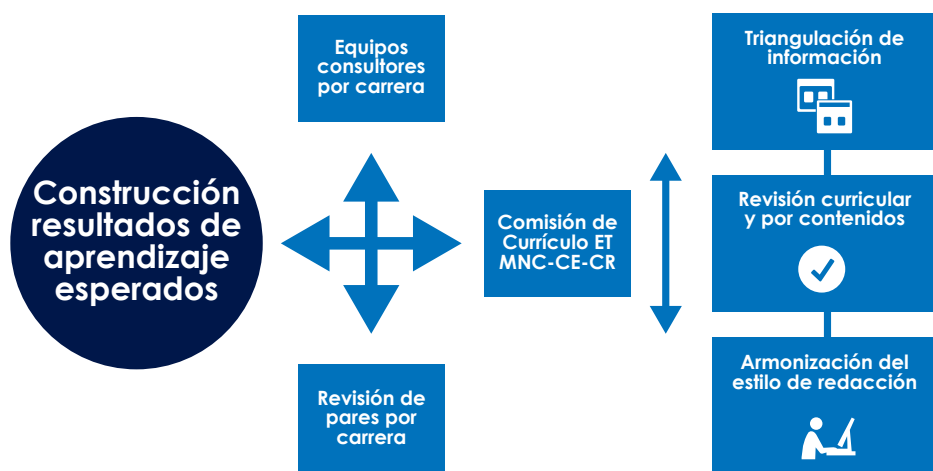 Construcción
resultados de
aprendizaje
esperados
Equipos
consultores
por carrera
Revisión de
pares por
carrera
Comisión de
Currículo ET
MNC-CE-CR
Triangulación de
información
Revisión curricular
y por contenidos
Armonización del
estilo de redacción